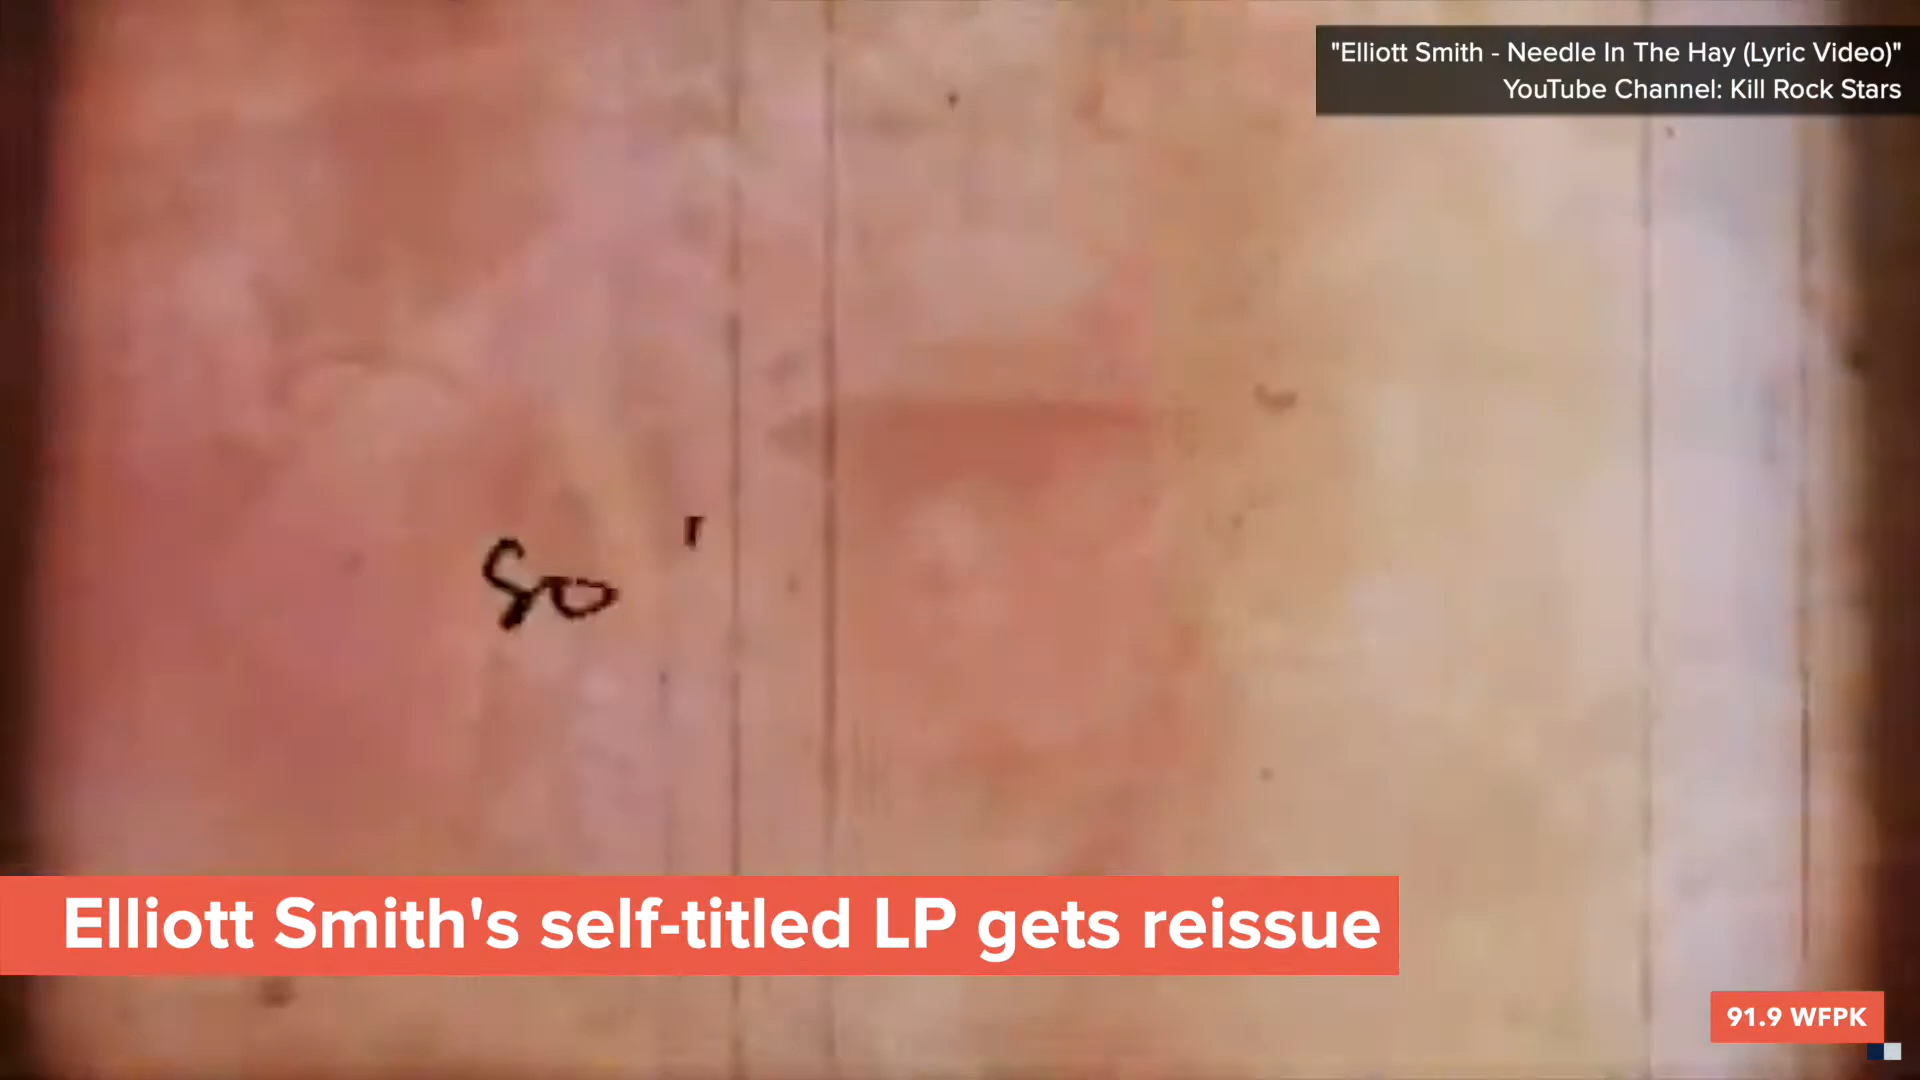 "Elliott Smith - Needle In The Hay (Lyric Video)"
YouTube Channel: Kill Rock Stars
so '
Elliott Smith's self-titled LP gets reissue
91.9 WFPK